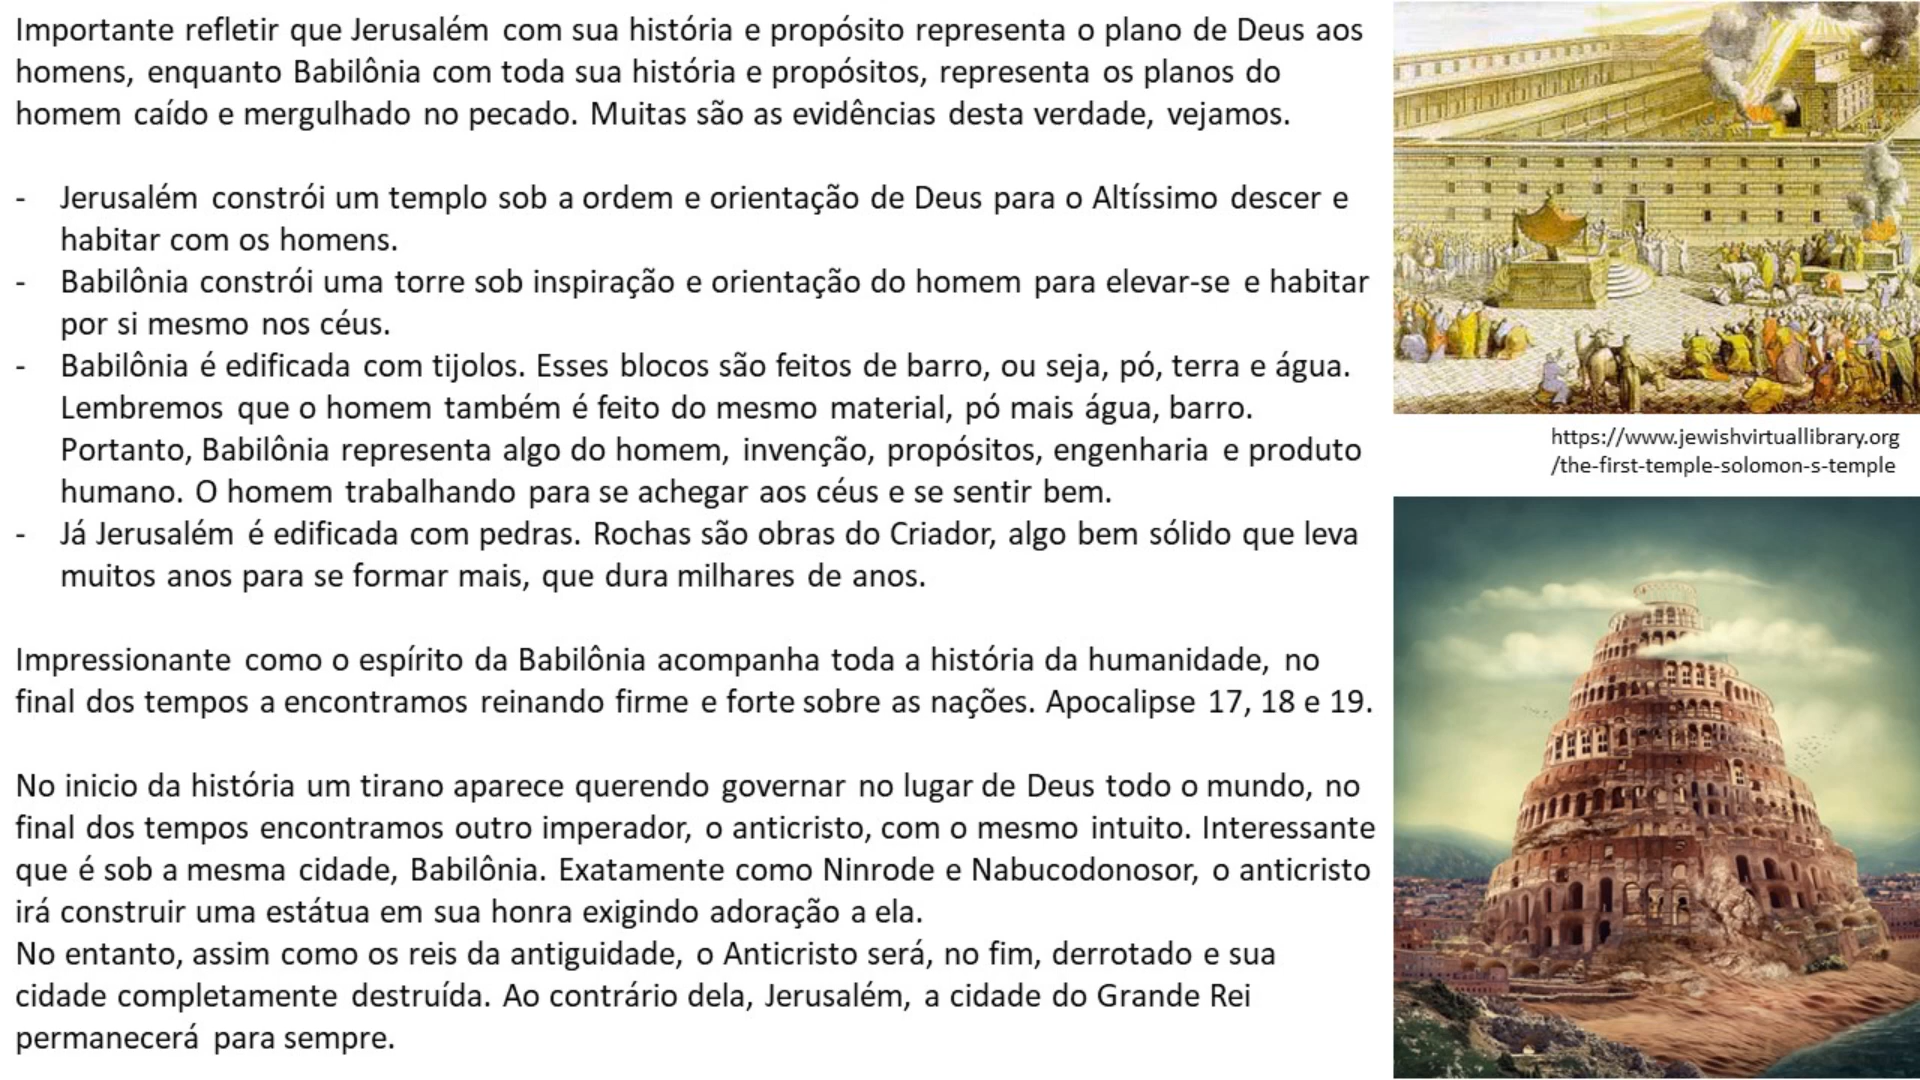 Importante refletir que Jerusalém com sua história e propósito representa o plano de Deus aos
homens, enquanto Babilônia com toda sua história e propósitos, representa os planos do
homem caído e mergulhado no pecado. Muitas são as evidências desta verdade, vejamos.
- Jerusalém constrói um templo sob a ordem e orientação de Deus para o Altíssimo descer e
habitar com os homens.
- Babilônia constrói uma torre sob inspiração e orientação do homem para elevar-se e habitar
por si mesmo nos céus.
- Babilônia é edificada com tijolos. Esses blocos são feitos de barro, ou seja, pó, terra e água.
Lembremos que o homem também é feito do mesmo material, pó mais água, barro.
Portanto, Babilônia representa algo do homem, invenção, propósitos, engenharia e produto
humano. O homem trabalhando para se achegar aos céus e se sentir bem.
- Já Jerusalém é edificada com pedras. Rochas são obras do Criador, algo bem sólido que leva
muitos anos para se formar mais, que dura milhares de anos.
Impressionante como o espírito da Babilônia acompanha toda a história da humanidade, no
final dos tempos a encontramos reinando firme e forte sobre as nações. Apocalipse 17, 18 e 19.
No inicio da história um tirano aparece querendo governar no lugar de Deus todo o mundo, no
final dos tempos encontramos outro imperador, o anticristo, com o mesmo intuito. Interessante
que é sob a mesma cidade, Babilônia. Exatamente como Ninrode e Nabucodonosor, o anticristo
irá construir uma estátua em sua honra exigindo adoração a ela.
No entanto, assim como os reis da antiguidade, o Anticristo será, no fim, derrotado e sua
cidade completamente destruída. Ao contrário dela, Jerusalém, a cidade do Grande Rei
permanecerá para sempre.
https://www.jewishvirtuallibrary.org
/the-first-temple-solomon-s-temple